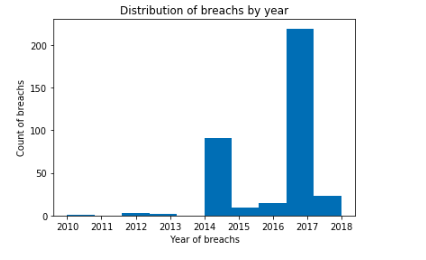 Distribution of breachs by year
200
150
100
50
0
2010 2011 2012 2013 2014 2015 2016 2017 2018
Count of breachs
Year of breachs